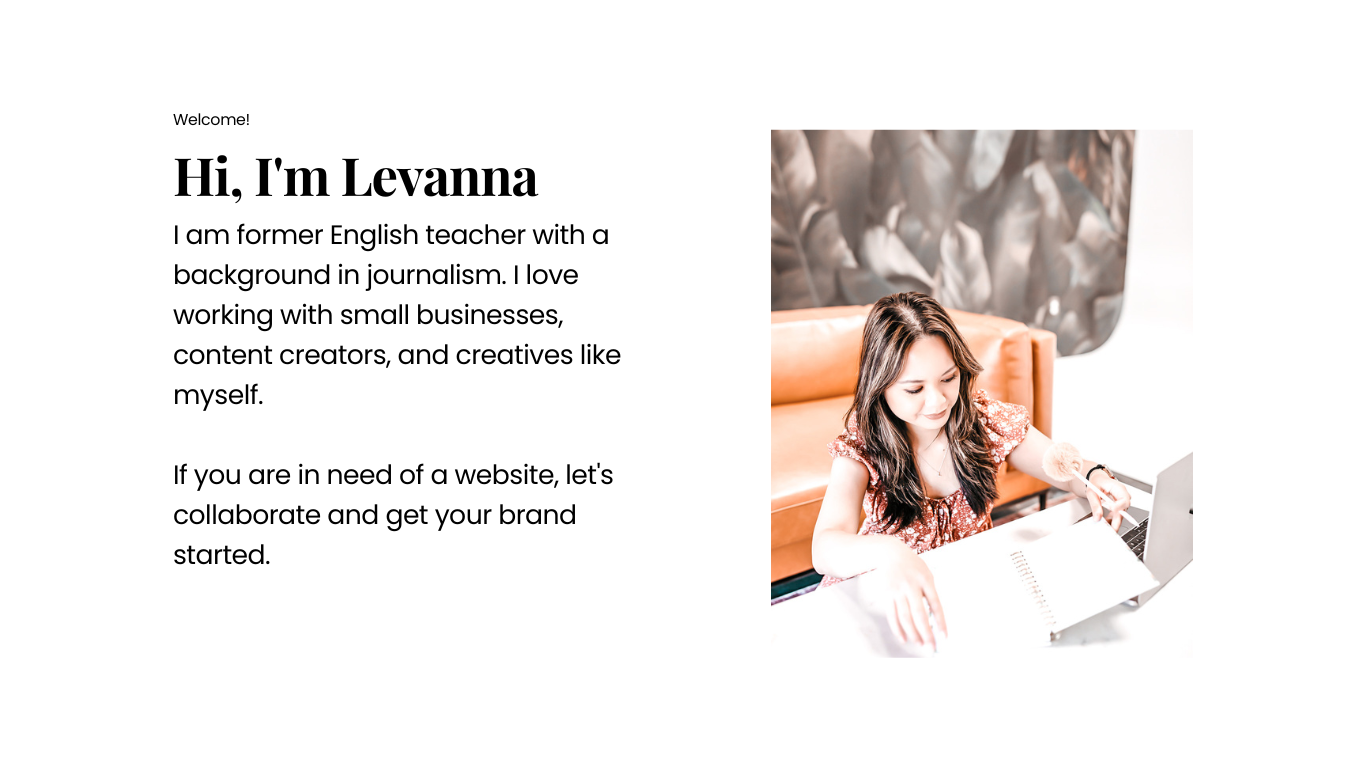 Welcome!
Hi, I'm Levanna
I am former English teacher with a
background in journalism. I love
working with small businesses,
content creators, and creatives like
myself.
If you are in need of a website, let's
collaborate and get your brand
started.